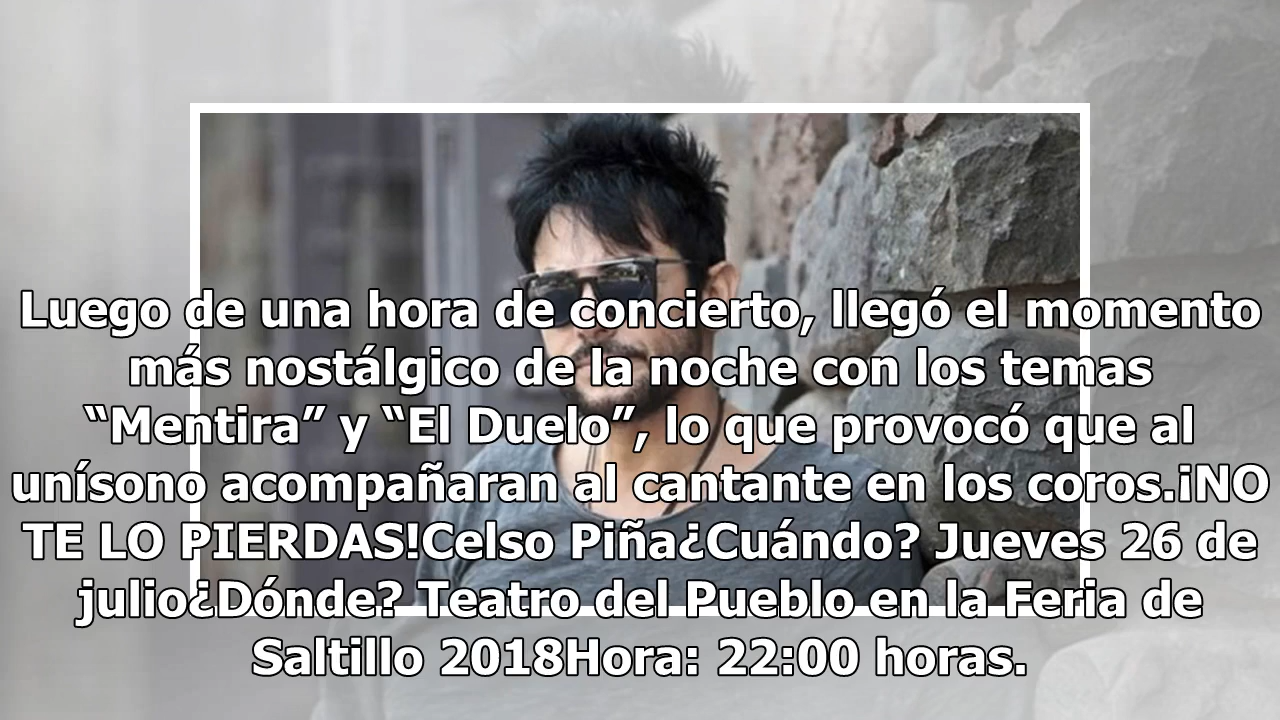 Luego de una hora de concierto, llegó el momento
más nostálgico de la noche con los temas
“Mentira” y “El Duelo”, lo que provocó que al
unísono acompañaran al cantante en los coros.¡NO
TE LO PIERDAS!Celso Piña¿Cuándo? Jueves 26 de
julio¿Dónde? Teatro del Pueblo en la Feria de
Saltillo 2018Hora: 22:00 horas.